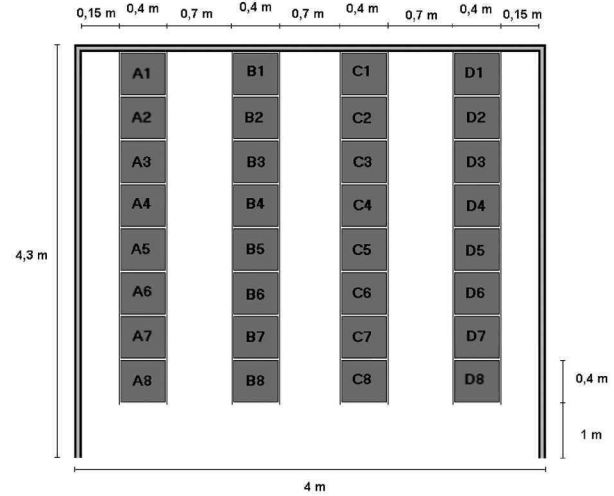 0,15 m 0,4 m 0,7 m 0,4 m 0,7 m 0,4 m 0,7 m 0,4 m 0,15 m
A1 B1 C1 D1
A2 B2 C2 D2
A3 B3 C3 D3
A4 B4 C4 D4
4,3 m
A5 B5 C5 D5
A6 B6 C6 D6
A7 B7 C7 D7
A8 B8 C8 D8
0,4 m
1 m
4 m